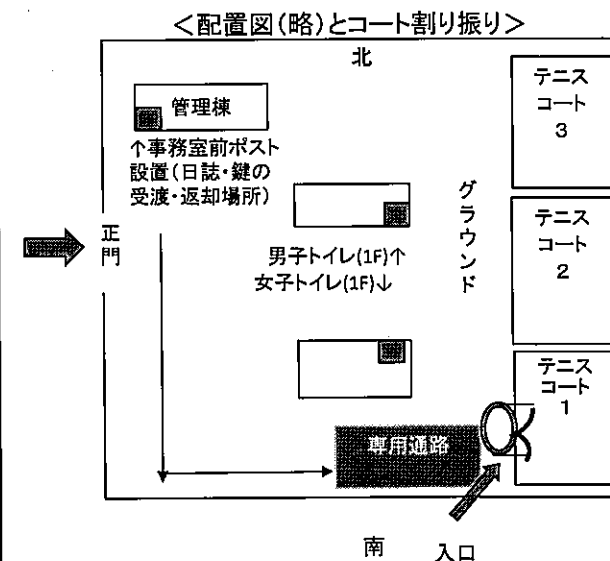 ＜配置図(略)とコート割り振り＞
北
管理棟
↑事務室前ポスト
設置(日誌・鍵の
受渡・返却場所)
正門
男子トイレ(1F)↑
女子トイレ(1F)↓
グラウンド
テニス
コート
3
テニス
コート
2
テニス
コート
1
専用通路
南
入口